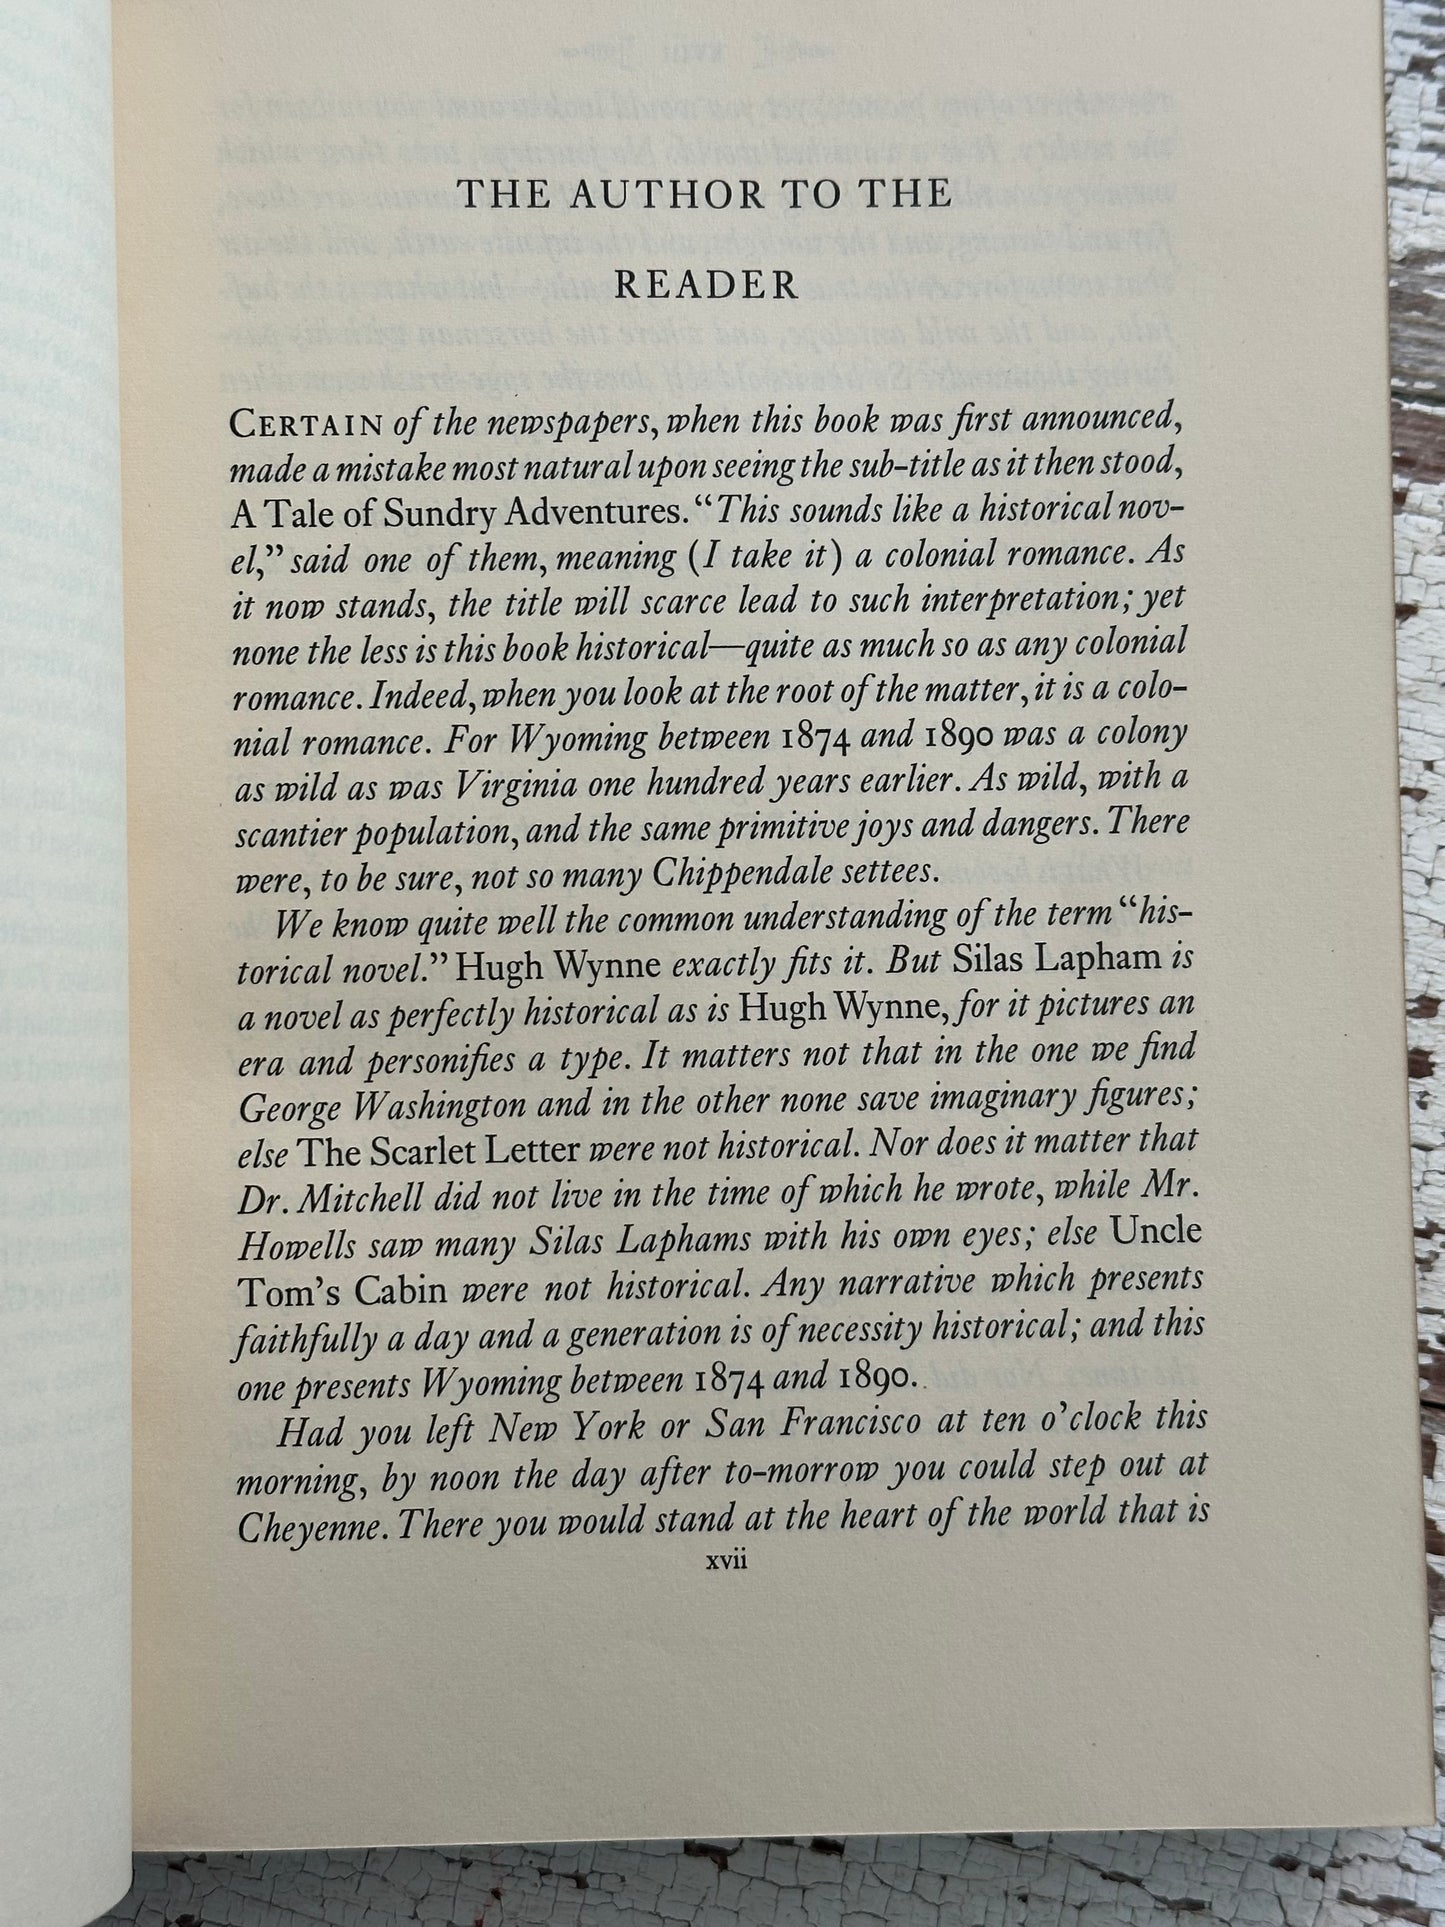 THE AUTHOR TO THE
READER
CERTAIN of the newspapers, when this book was first announced,
made a mistake most natural upon seeing the sub-title as it then stood,
A Tale of Sundry Adventures. “This sounds like a historical nov-
el,” said one of them, meaning (I take it) a colonial romance. As
it now stands, the title will scarce lead to such interpretation; yet
none the less is this book historical—quite as much so as any colonial
romance. Indeed, when you look at the root of the matter, it is a colo-
nial romance. For Wyoming between 1874 and 1890 was a colony
as wild as was Virginia one hundred years earlier. As wild, with a
scantier population, and the same primitive joys and dangers. There
were, to be sure, not so many Chippendale settees.
We know quite well the common understanding of the term “his-
torical novel.” Hugh Wynne exactly fits it. But Silas Lapham is
a novel as perfectly historical as is Hugh Wynne, for it pictures an
era and personifies a type. It matters not that in the one we find
George Washington and in the other none save imaginary figures;
else The Scarlet Letter were not historical. Nor does it matter that
Dr. Mitchell did not live in the time of which he wrote, while Mr.
Howells saw many Silas Laphams with his own eyes; else Uncle
Tom’s Cabin were not historical. Any narrative which presents
faithfully a day and a generation is of necessity historical; and this
one presents Wyoming between 1874 and 1890.
Had you left New York or San Francisco at ten o’clock this
morning, by noon the day after to-morrow you could step out at
Cheyenne. There you would stand at the heart of the world that is
xvii